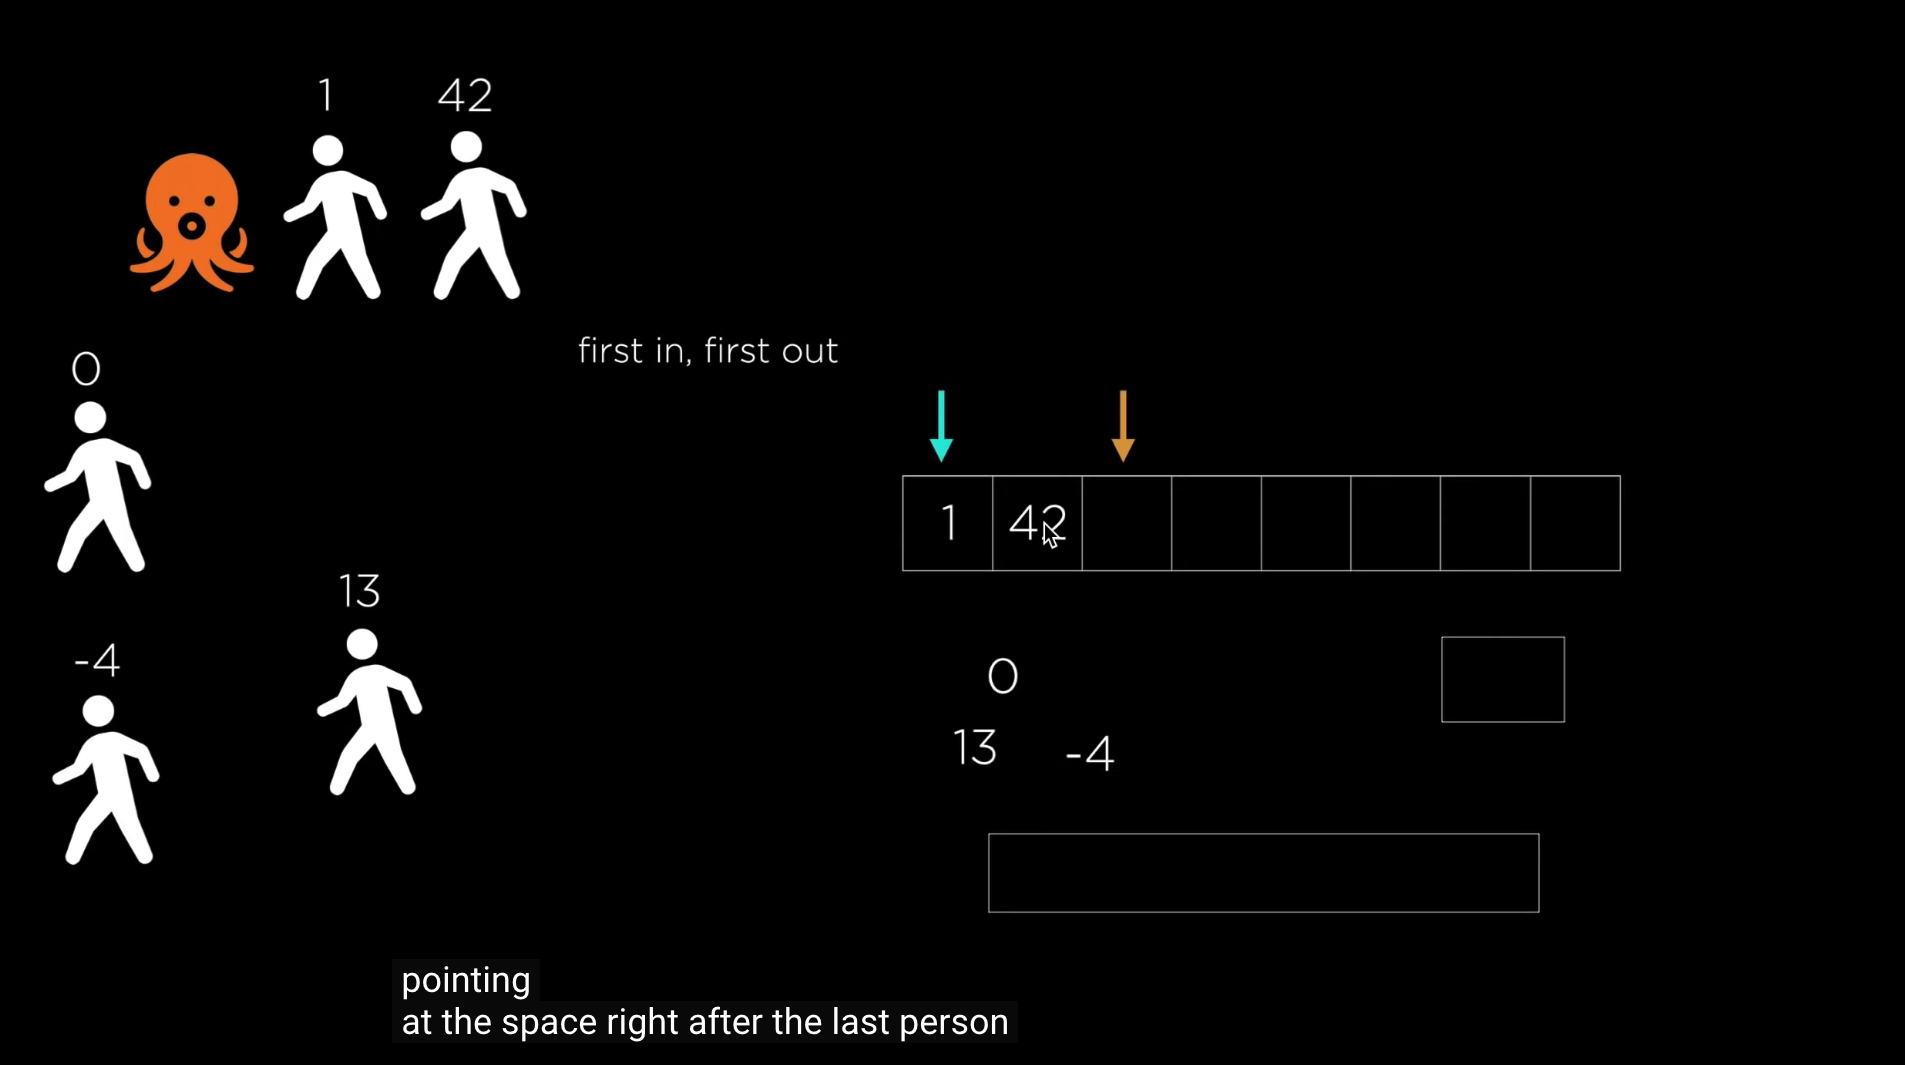 1 42
first in, first out
0
1 42
13
-4
0
13 -4
pointing
at the space right after the last person